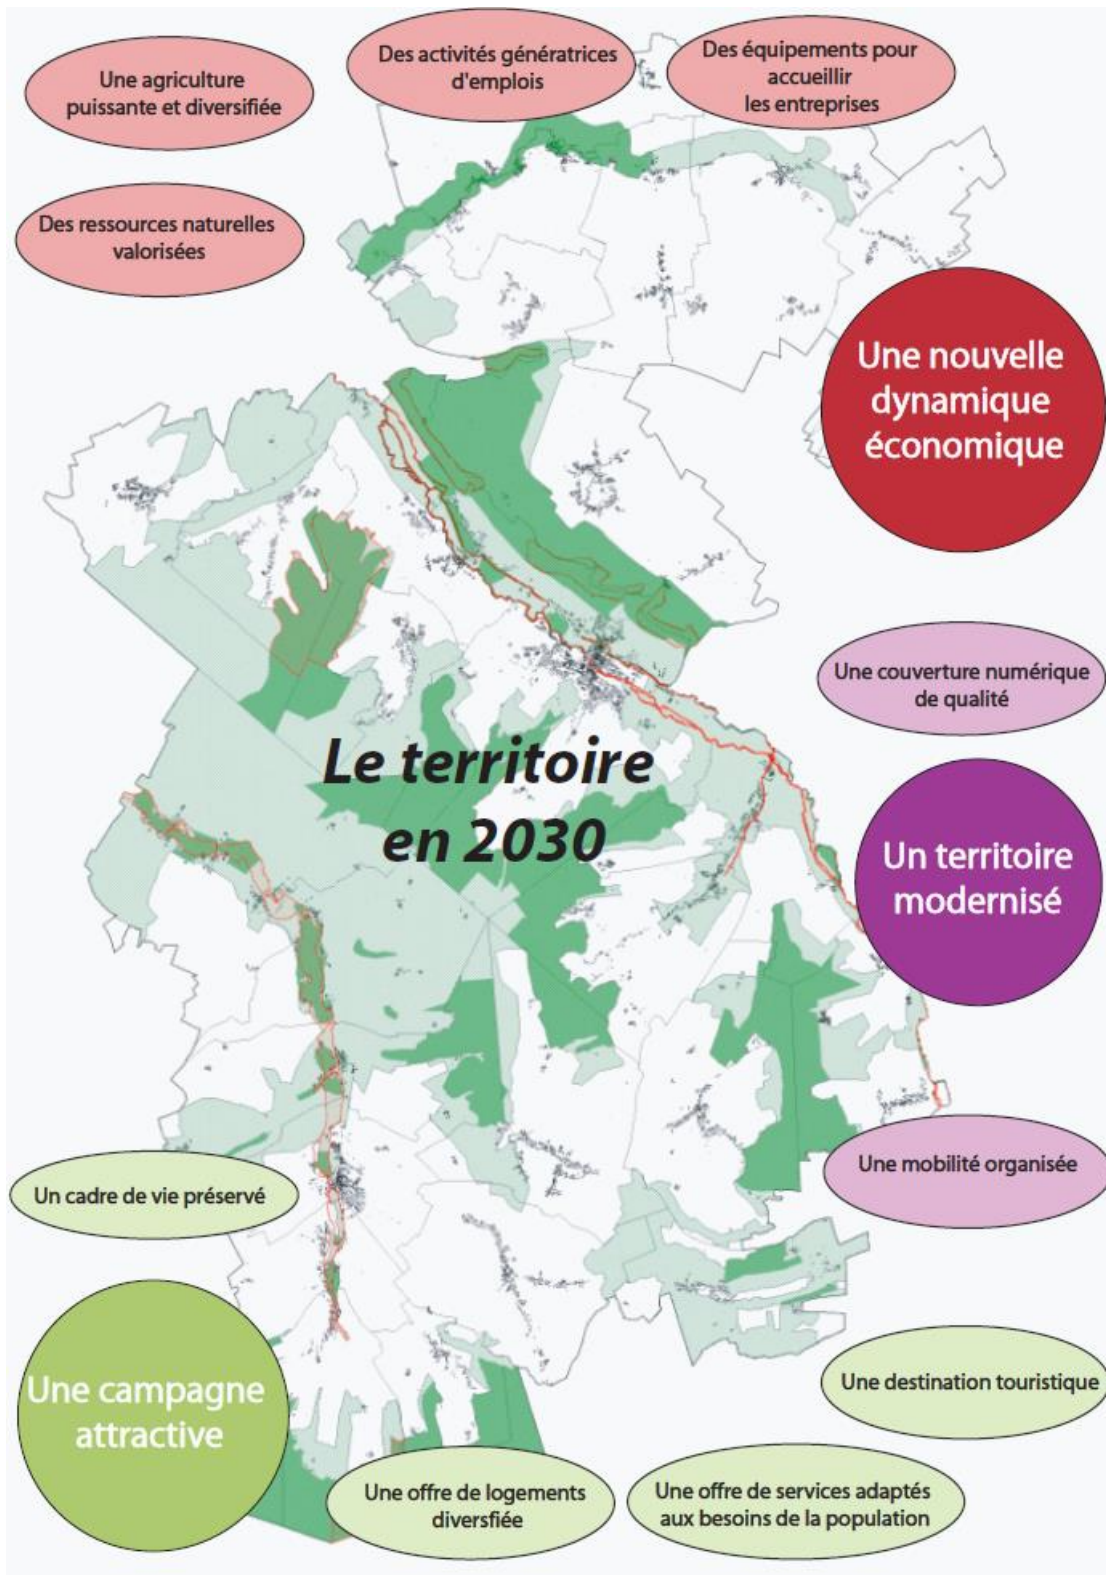 Une agriculture
puissante et diversifiée
Des activités génératrices
d'emplois
Des équipements pour
accueillir
les entreprises
Des ressources naturelles
valorisées
Une nouvelle
dynamique
économique
Une couverture numérique
de qualité
Le territoire
en 2030
Un territoire
modernisé
Une mobilité organisée
Un cadre de vie préservé
Une campagne
attractive
Une destination touristique
Une offre de logements
diversfiée
Une offre de services adaptés
aux besoins de la population